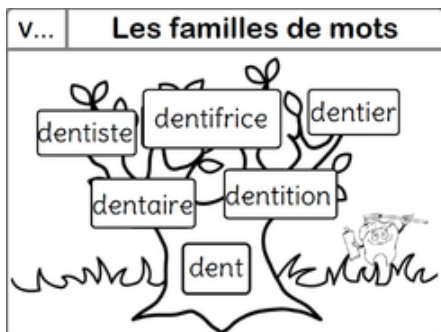 V... Les familles de mots
dentiste
dentifrice
dentier
dentaire
dentition
dent